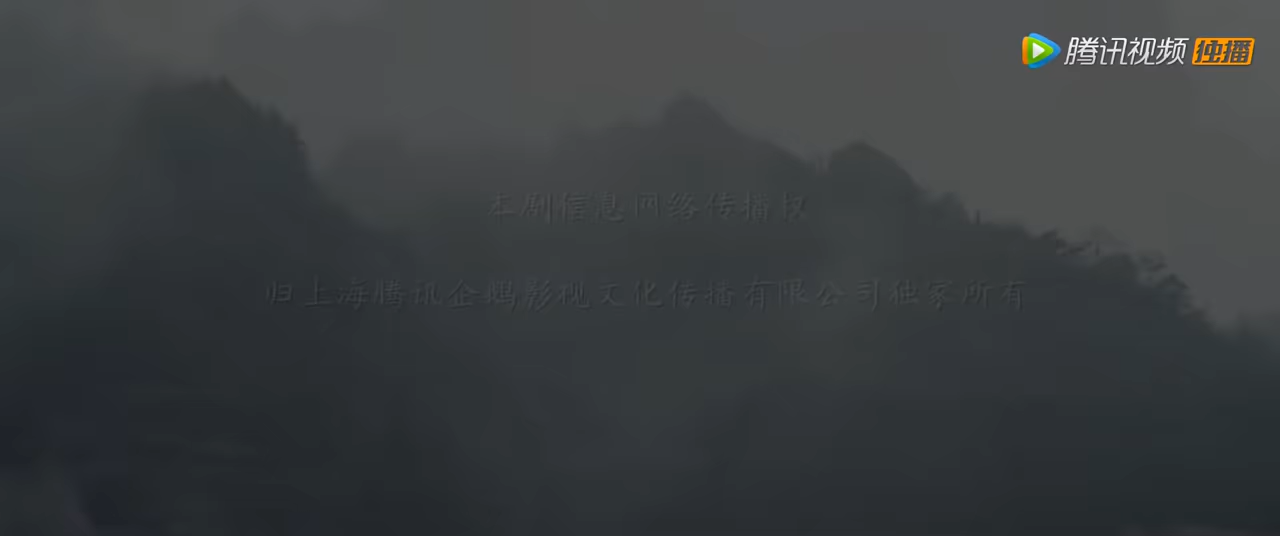 腾讯视频 独播
本剧信息网络传播权
归上海腾讯企鹅影视文化传播有限公司独家所有